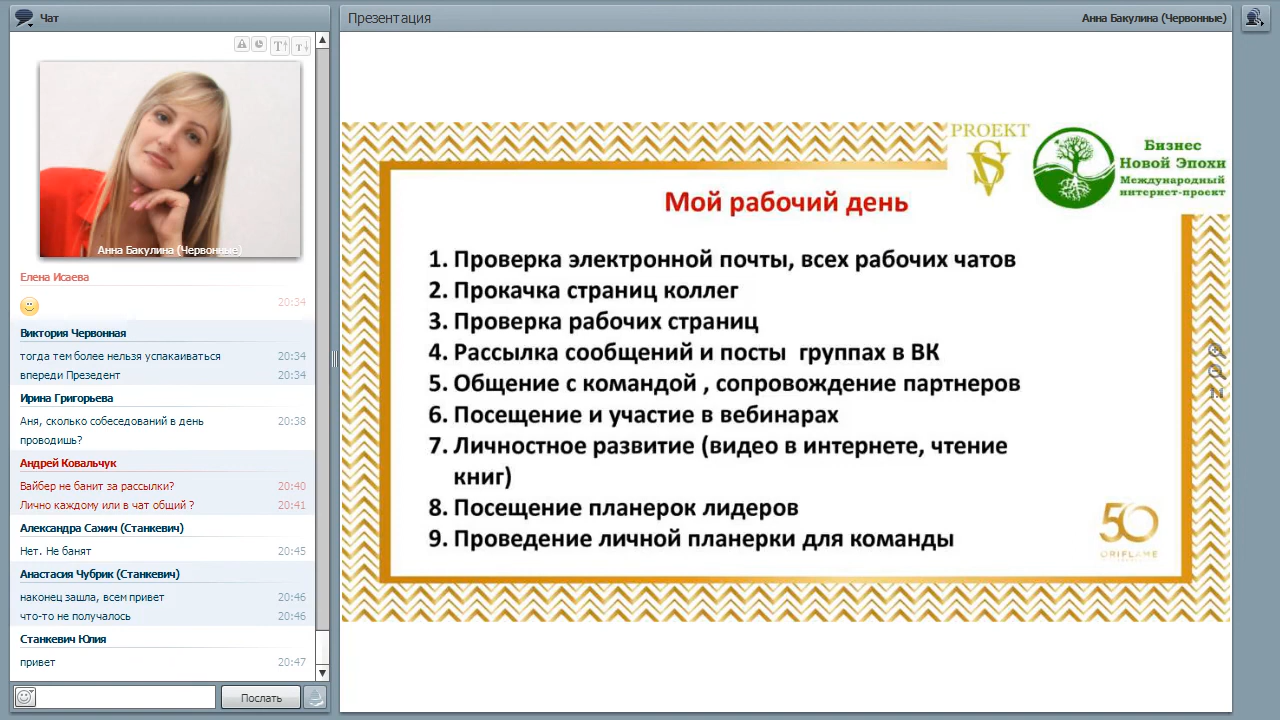 Чат
Анна Бакулина (Червонные)
Елена Исаева
20:34
Виктория Червонная
тогда тем более нельзя успакаиваться 20:34
впереди Președент 20:34
Ирина Григорьева
Аня, сколько собеседований в день 20:38
проводишь?
Андрей Ковальчук
Вайбер не банит за рассылки? 20:40
Лично каждому или в чат общий ? 20:41
Александра Сажич (Станкевич)
Нет. Не банят 20:45
Анастасия Чубрик (Станкевич)
наконец зашла, всем привет 20:46
что-то не получалось 20:46
Станкевич Юлия
привет 20:47
Послать
Презентация
Анна Бакулина (Червонные)
PROEKT
SV
Бизнес
Новой Эпохи
Международный
интернет-проект
Мой рабочий день
1. Проверка электронной почты, всех рабочих чатов
2. Прокачка страниц коллег
3. Проверка рабочих страниц
4. Рассылка сообщений и посты группах в ВК
5. Общение с командой , сопровождение партнеров
6. Посещение и участие в вебинарах
7. Личностное развитие (видео в интернете, чтение
книг)
8. Посещение планерок лидеров
9. Проведение личной планерки для команды
50
ORIFLAME